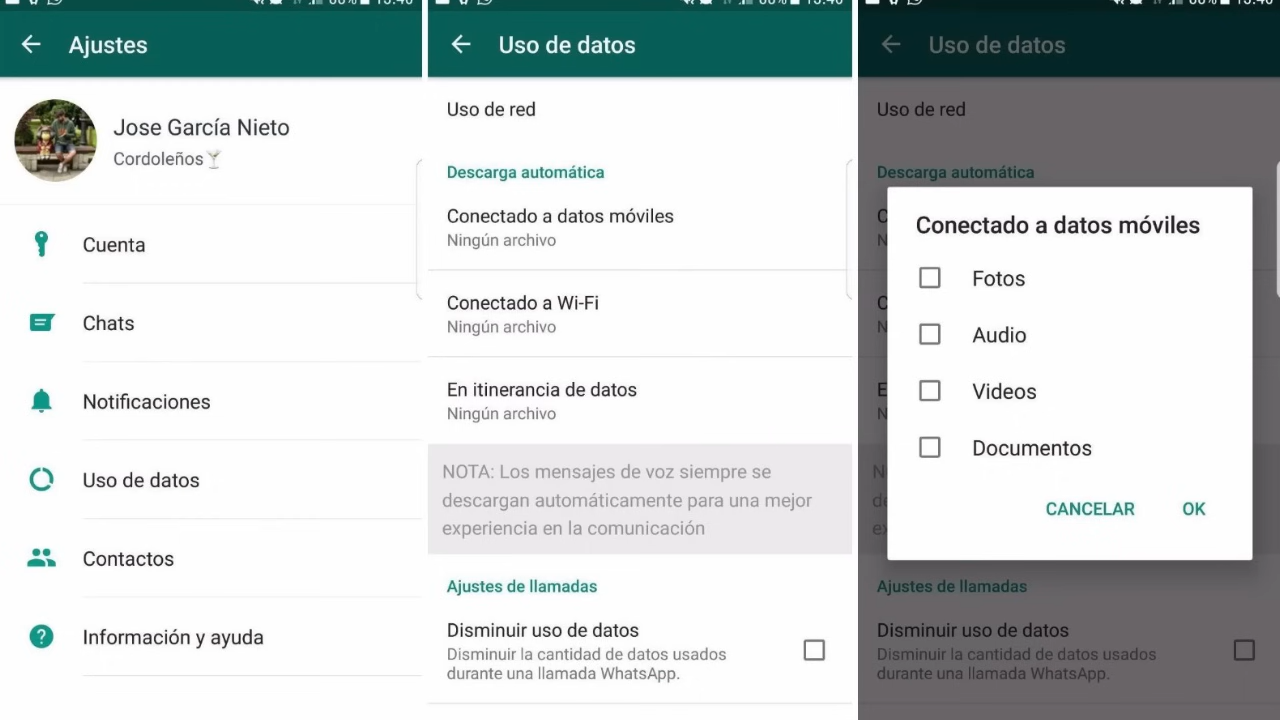 Ajustes
Jose García Nieto
Cordoleños🍸
Cuenta
Chats
Notificaciones
Uso de datos
Contactos
Información y ayuda
Uso de datos
Uso de red
Descarga automática
Conectado a datos móviles
Ningún archivo
Conectado a Wi-Fi
Ningún archivo
En itinerancia de datos
Ningún archivo
NOTA: Los mensajes de voz siempre se
descargan automáticamente para una mejor
experiencia en la comunicación
Ajustes de llamadas
Disminuir uso de datos
Disminuir la cantidad de datos usados
durante una llamada WhatsApp.
Uso de datos
Uso de red
Descarga automática
Conectado a datos móviles
Fotos
Audio
Videos
Documentos
CANCELAR OK
Ajustes de llamadas
Disminuir uso de datos
Disminuir la cantidad de datos usados
durante una llamada WhatsApp.